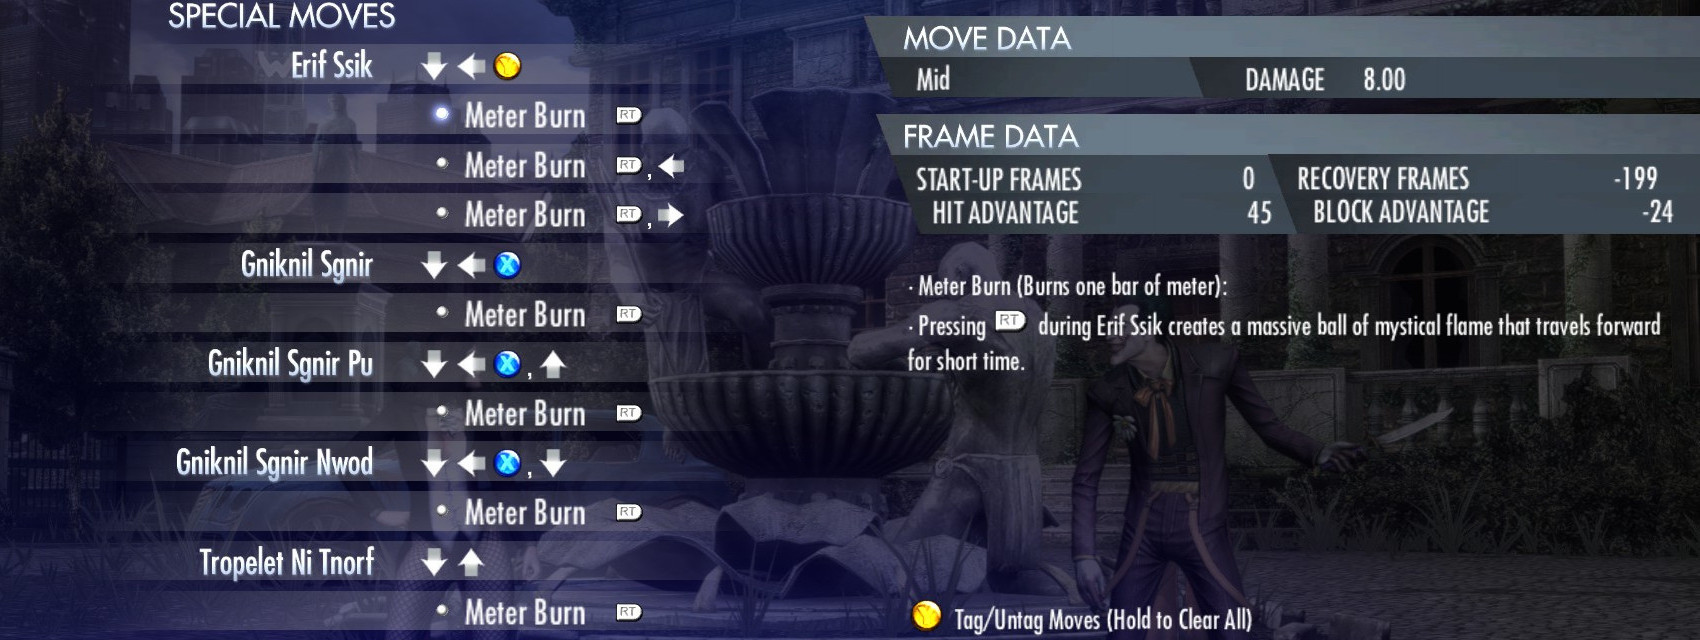 SPECIAL MOVES
Erif Ssik Y
Meter Burn RT
Meter Burn RT ,
Meter Burn RT ,
Gniknil Sgnir X
Meter Burn RT
Gniknil Sgnir Pu X ,
Meter Burn RT
Gniknil Sgnir Nwod X ,
Meter Burn RT
Tropelet Ni Tnorf
Meter Burn RT
MOVE DATA
Mid DAMAGE 8.00
FRAME DATA
START-UP FRAMES 0 RECOVERY FRAMES -199
HIT ADVANTAGE 45 BLOCK ADVANTAGE -24
· Meter Burn (Burns one bar of meter):
· Pressing RT during Erif Ssik creates a massive ball of mystical flame that travels forward
for short time.
Y Tag/Untag Moves (Hold to Clear All)